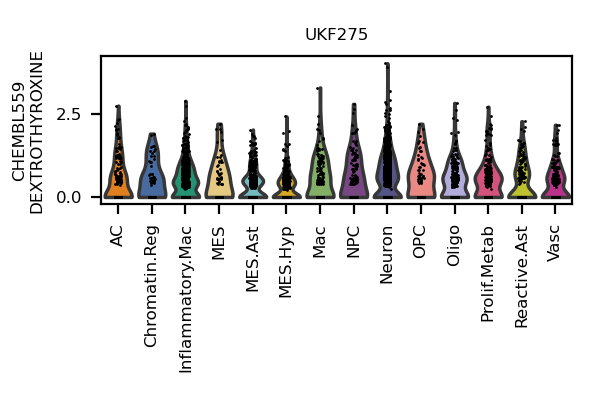 UKF275
CHEMBL559
DEXTROTHYROXINE
2.5
0.0
AC
Chromatin.Reg
Inflammatory.Mac
MES
MES.Ast
MES.Hyp
Mac
NPC
Neuron
OPC
Oligo
Prolif.Metab
Reactive.Ast
Vasc